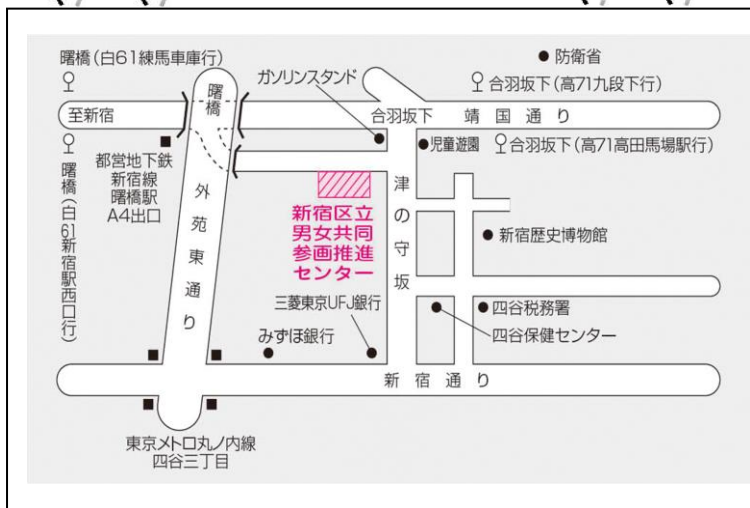 曙橋(白61練馬車庫行)
防衛省
ガソリンスタンド
合羽坂下(高71九段下行)
曙橋
至新宿
合羽坂下
靖国通り
児童遊園
合羽坂下(高71高田馬場駅行)
都営地下鉄
新宿線
曙橋駅
A4出口
曙橋(白61新宿駅西口行)
外苑東通り
新宿区立
男女共同
参画推進
センター
津の守坂
新宿歴史博物館
三菱東京UFJ銀行
四谷税務署
みずほ銀行
四谷保健センター
新宿通り
東京メトロ丸ノ内線
四谷三丁目